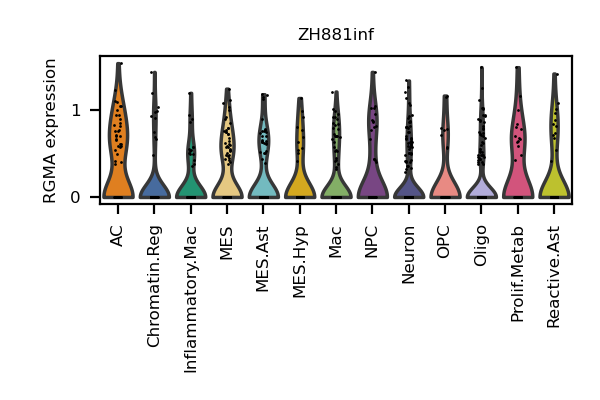 ZH881inf
RGMA expression
1
0
AC
Chromatin.Reg
Inflammatory.Mac
MES
MES.Ast
MES.Hyp
Mac
NPC
Neuron
OPC
Oligo
Prolif.Metab
Reactive.Ast